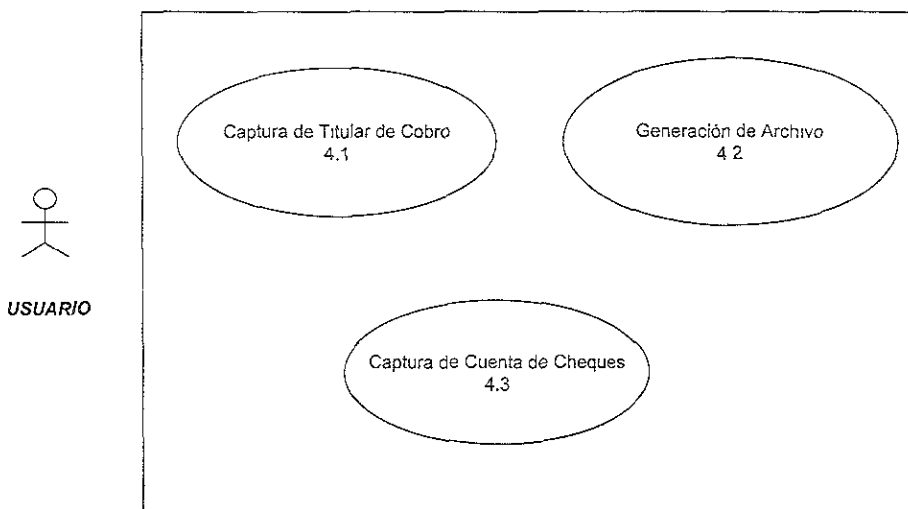 Captura de Titular de Cobro
4.1
Generación de Archivo
4.2
USUARIO
Captura de Cuenta de Cheques
4.3